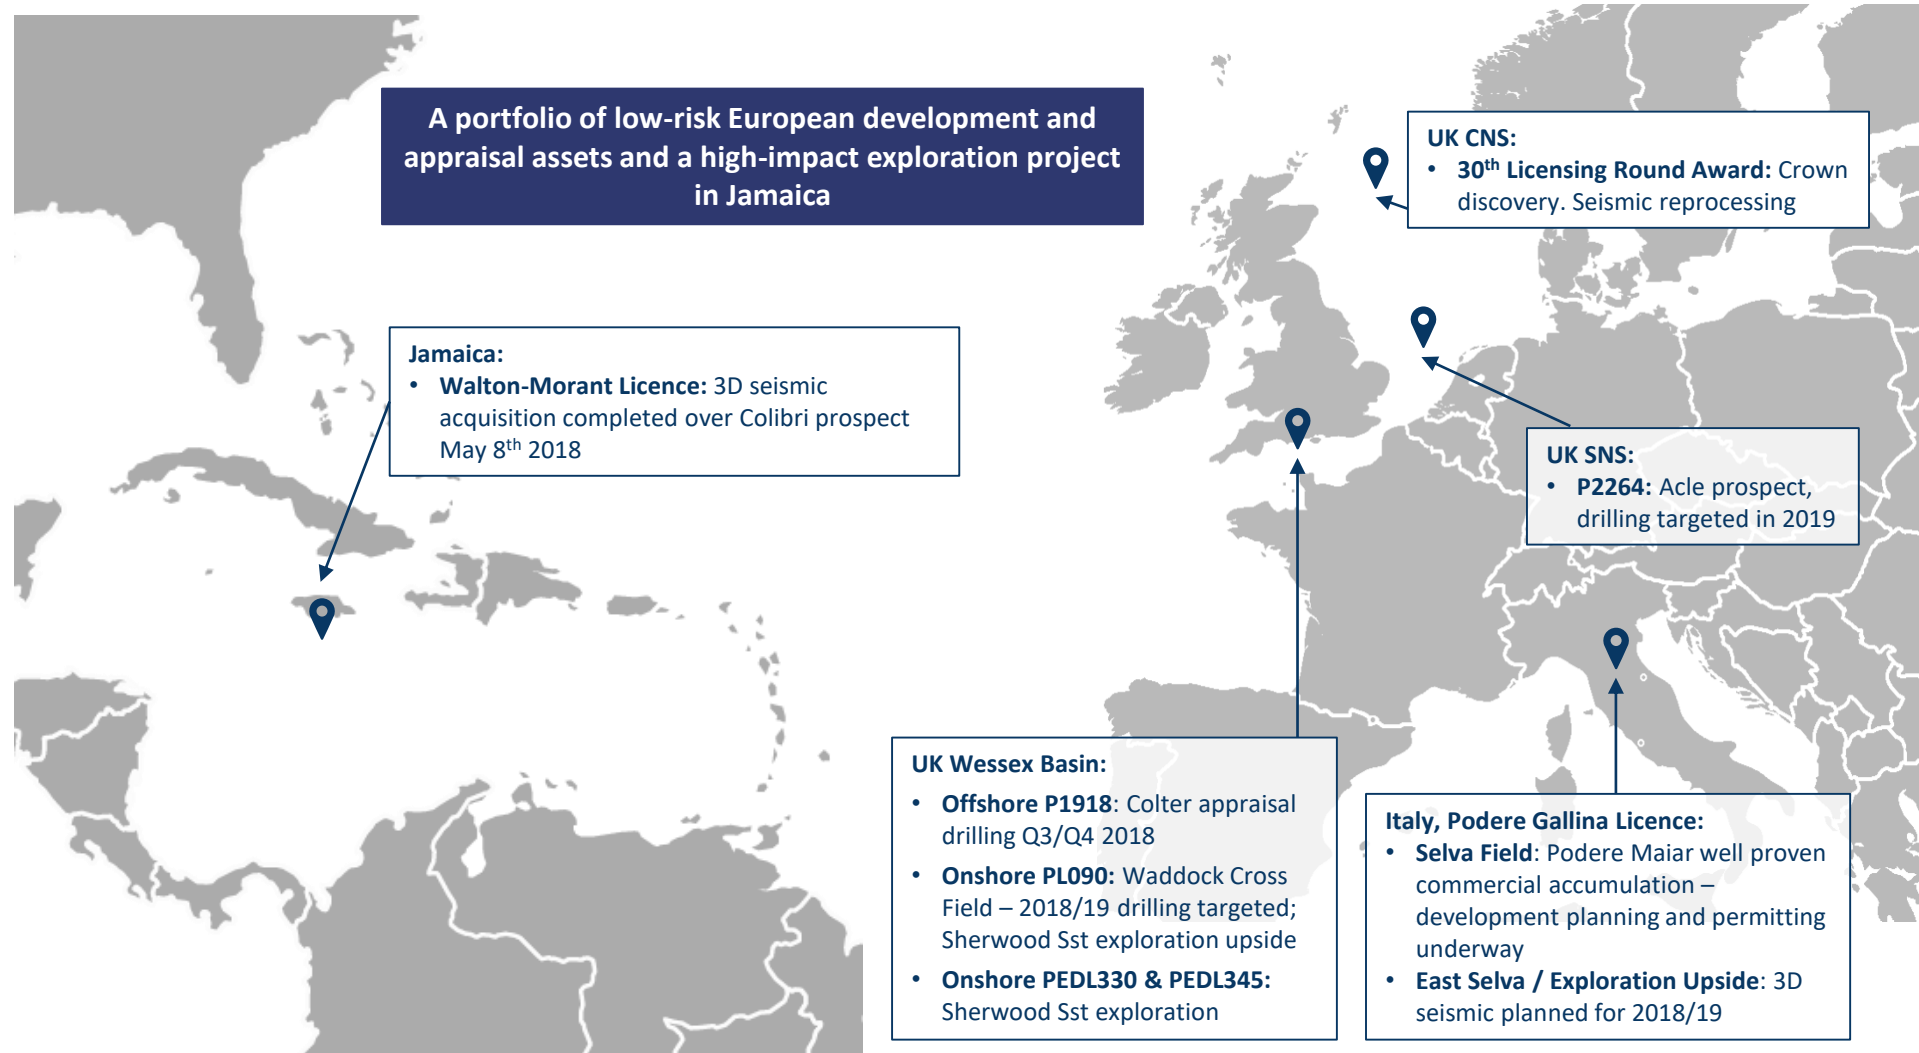 A portfolio of low-risk European development and
appraisal assets and a high-impact exploration project
in Jamaica
Jamaica:
• Walton-Morant Licence: 3D seismic
acquisition completed over Colibri prospect
May 8th 2018
UK CNS:
• 30th Licensing Round Award: Crown
discovery. Seismic reprocessing
UK SNS:
• P2264: Acle prospect,
drilling targeted in 2019
UK Wessex Basin:
• Offshore P1918: Colter appraisal
drilling Q3/Q4 2018
• Onshore PL090: Waddock Cross
Field – 2018/19 drilling targeted;
Sherwood Sst exploration upside
• Onshore PEDL330 & PEDL345:
Sherwood Sst exploration
Italy, Podere Gallina Licence:
• Selva Field: Podere Maiar well proven
commercial accumulation –
development planning and permitting
underway
• East Selva / Exploration Upside: 3D
seismic planned for 2018/19